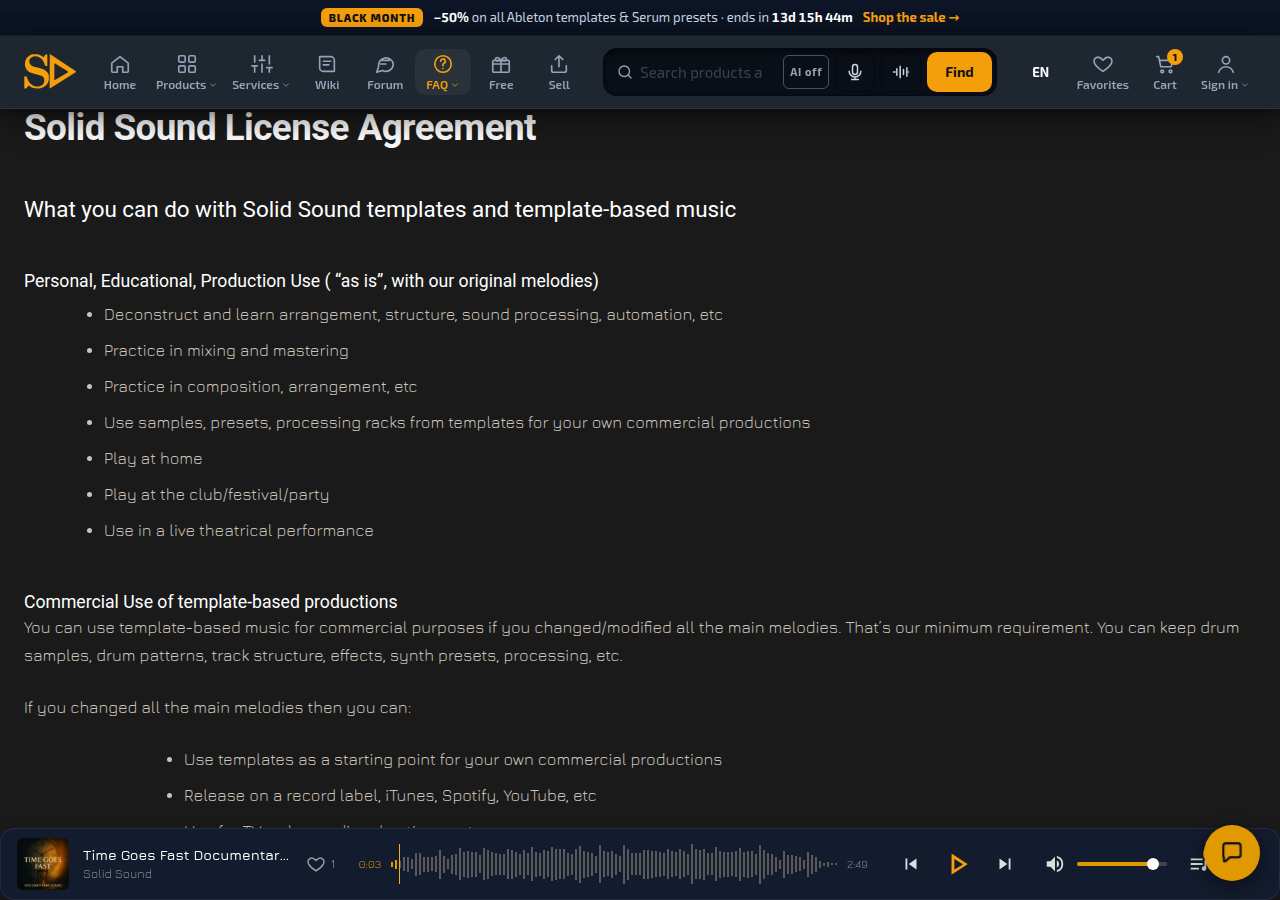 BLACK MONTH −50% on all Ableton templates & Serum presets · ends in 13d 15h 44m Shop the sale →
Home Products Services Wiki Forum FAQ Free Sell Search products a AI off Find EN Favorites 1 Cart Sign in
Solid Sound License Agreement
What you can do with Solid Sound templates and template-based music
Personal, Educational, Production Use ( “as is”, with our original melodies)
• Deconstruct and learn arrangement, structure, sound processing, automation, etc
• Practice in mixing and mastering
• Practice in composition, arrangement, etc
• Use samples, presets, processing racks from templates for your own commercial productions
• Play at home
• Play at the club/festival/party
• Use in a live theatrical performance
Commercial Use of template-based productions
You can use template-based music for commercial purposes if you changed/modified all the main melodies. That’s our minimum requirement. You can keep drum
samples, drum patterns, track structure, effects, synth presets, processing, etc.
If you changed all the main melodies then you can:
• Use templates as a starting point for your own commercial productions
• Release on a record label, iTunes, Spotify, YouTube, etc
TIME GOES
FAST
Time Goes Fast Documentar...
Solid Sound
1
0:03
2:49